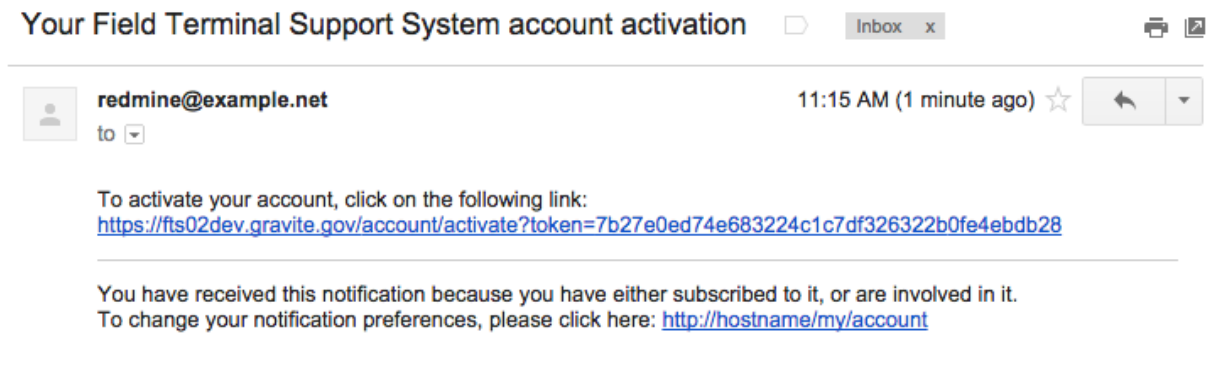 Your Field Terminal Support System account activation Inbox x
redmine@example.net 11:15 AM (1 minute ago)
to
To activate your account, click on the following link:
https://fts02dev.gravite.gov/account/activate?token=7b27e0ed74e683224c1c7df326322b0fe4ebdb28
You have received this notification because you have either subscribed to it, or are involved in it.
To change your notification preferences, please click here: http://hostname/my/account